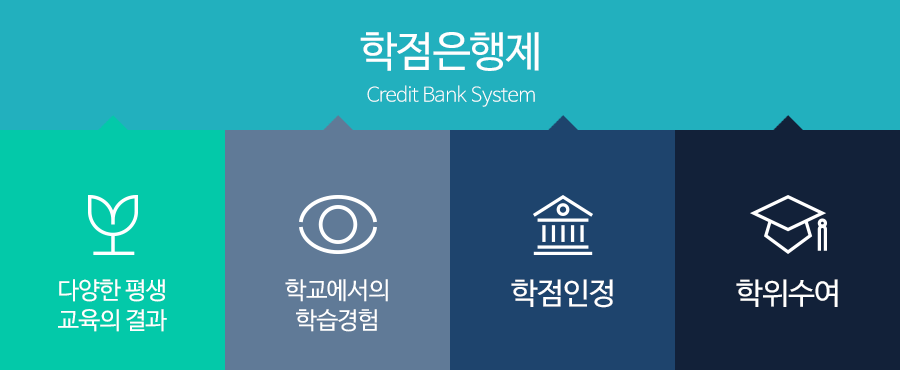 학점은행제
Credit Bank System
다양한 평생
교육의 결과
학교에서의
학습경험
학점인정
학위수여